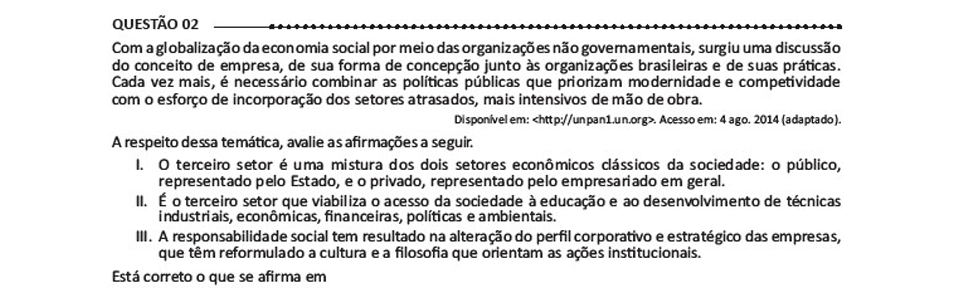 QUESTÃO 02
Com a globalização da economia social por meio das organizações não governamentais, surgiu uma discussão
do conceito de empresa, de sua forma de concepção junto às organizações brasileiras e de suas práticas.
Cada vez mais, é necessário combinar as políticas públicas que priorizam modernidade e competividade
com o esforço de incorporação dos setores atrasados, mais intensivos de mão de obra.
Disponível em: <http://unpan1.un.org>. Acesso em: 4 ago. 2014 (adaptado).
A respeito dessa temática, avalie as afirmações a seguir.
I. O terceiro setor é uma mistura dos dois setores econômicos clássicos da sociedade: o público,
representado pelo Estado, e o privado, representado pelo empresariado em geral.
II. É o terceiro setor que viabiliza o acesso da sociedade à educação e ao desenvolvimento de técnicas
industriais, econômicas, financeiras, políticas e ambientais.
III. A responsabilidade social tem resultado na alteração do perfil corporativo e estratégico das empresas,
que têm reformulado a cultura e a filosofia que orientam as ações institucionais.
Está correto o que se afirma em